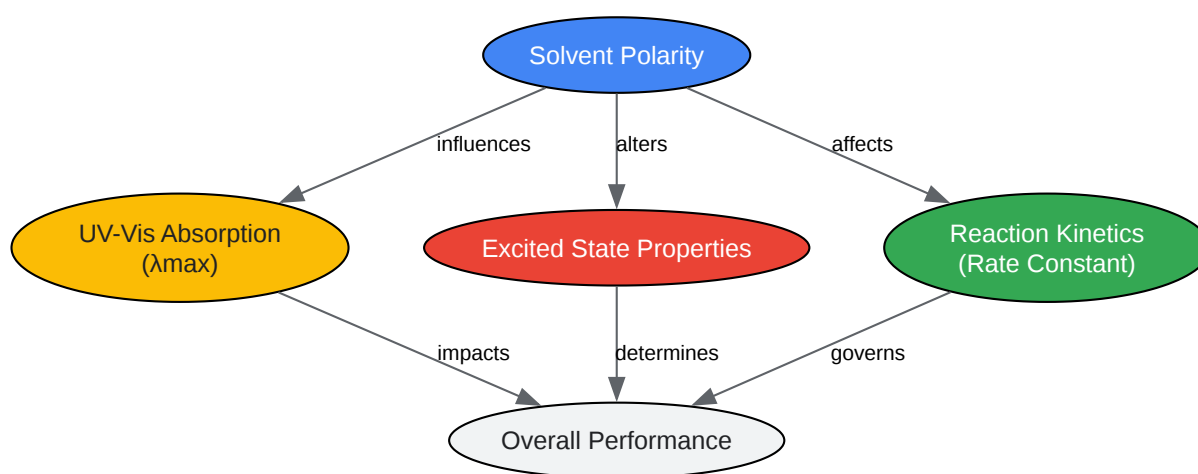 Solvent Polarity
influences
alters
affects
UV-Vis Absorption
(λmax)
Excited State Properties
Reaction Kinetics
(Rate Constant)
impacts
determines
governs
Overall Performance